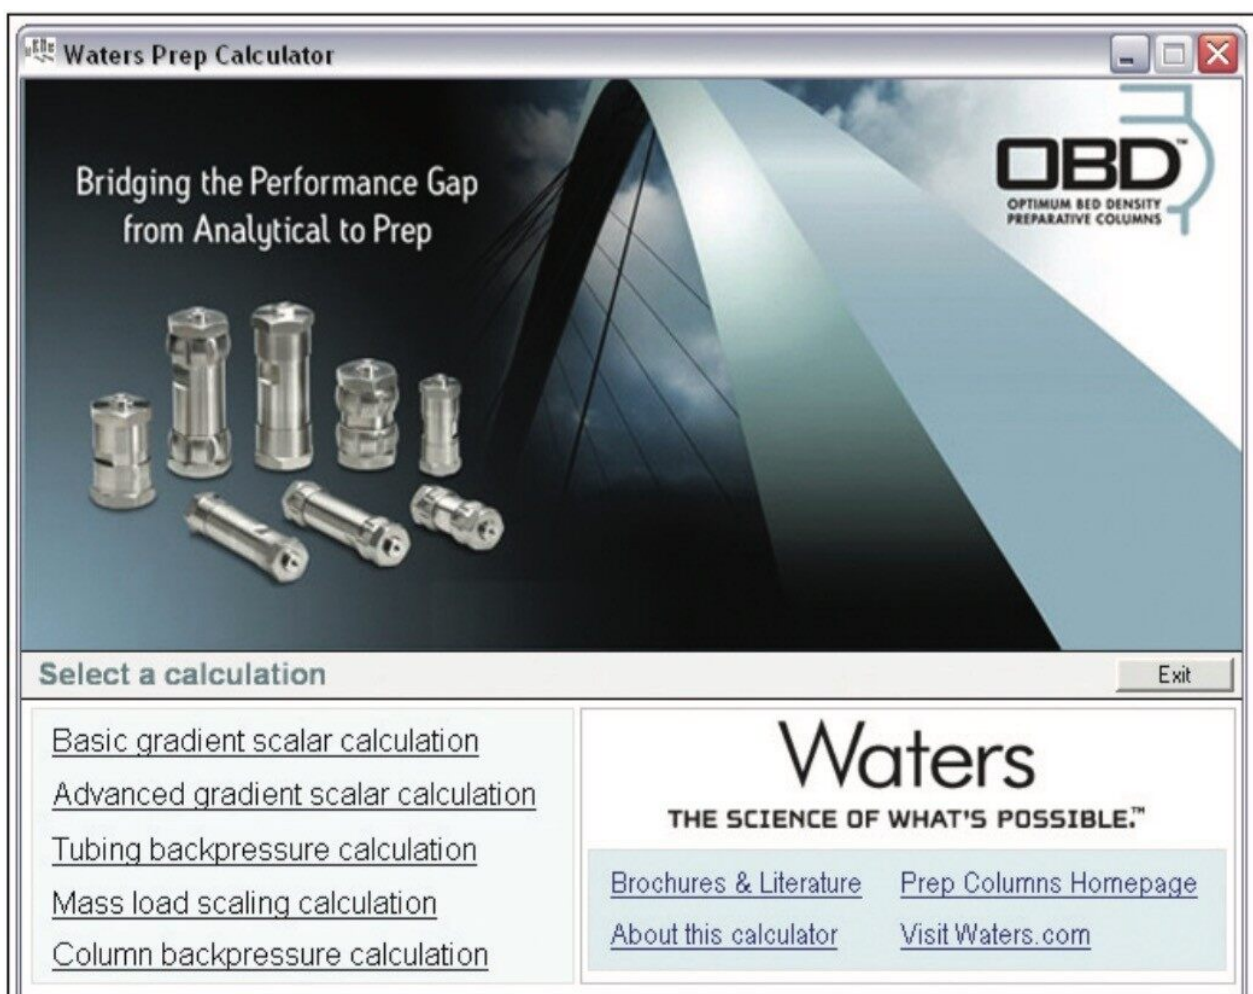 Waters Prep Calculator
Bridging the Performance Gap
from Analytical to Prep
OBD™
OPTIMUM BED DENSITY
PREPARATIVE COLUMNS
Select a calculation
Exit
Basic gradient scalar calculation
Advanced gradient scalar calculation
Tubing backpressure calculation
Mass load scaling calculation
Column backpressure calculation
Waters
THE SCIENCE OF WHAT'S POSSIBLE.™
Brochures & Literature
Prep Columns Homepage
About this calculator
Visit Waters.com